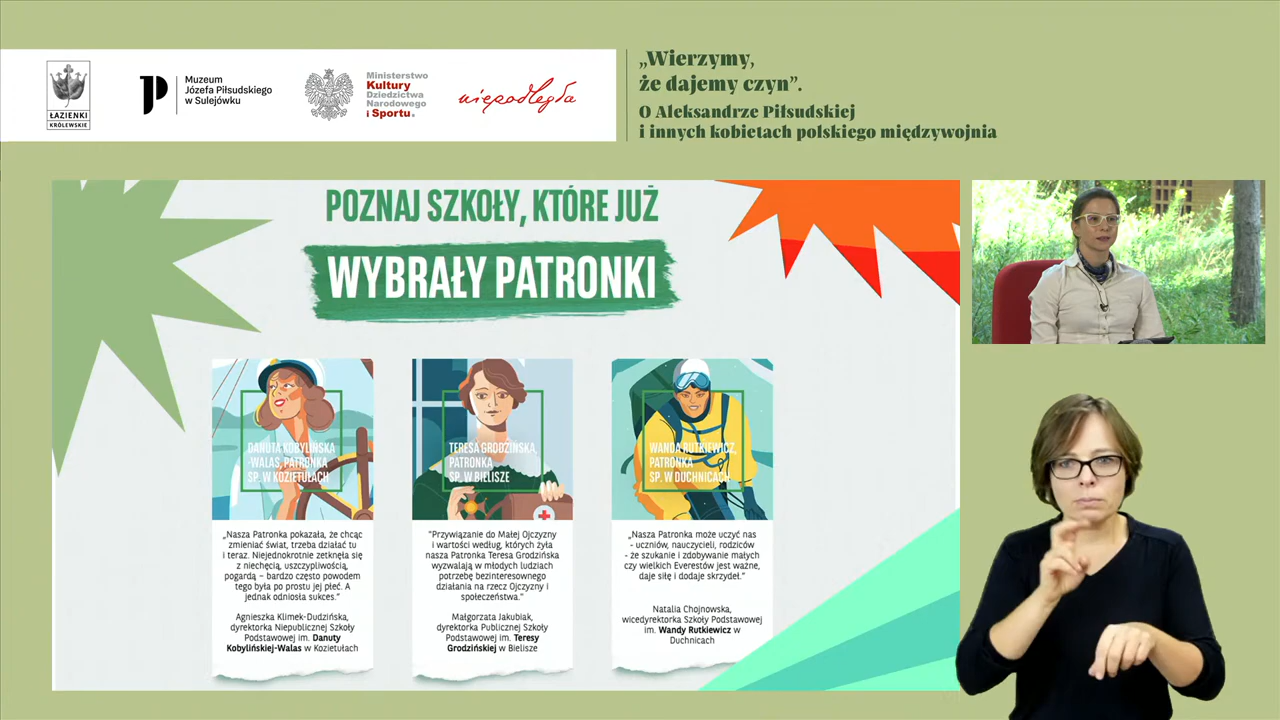 ŁAZIENKI
KRÓLEWSKIE
Muzeum
Józefa Piłsudskiego
w Sulejówku
Ministerstwo
Kultury
Dziedzictwa
Narodowego
i Sportu.
niepodległa
„Wierzymy,
że dajemy czyn”.
O Aleksandrze Piłsudskiej
i innych kobietach polskiego międzywojnia
POZNAJ SZKOŁY, KTÓRE JUŻ
WYBRAŁY PATRONKI
DANUTA KOBYLIŃSKA
-WALAS, PATRONKA
SP. W KOZIETUŁACH
„Nasza Patronka pokazała, że chcąc
zmieniać świat, trzeba działać tu
i teraz. Niejednokrotnie zetknęła się
z niechęcią, uszczypliwością,
pogardą – bardzo często powodem
tego była po prostu jej płeć. A
jednak odniosła sukces.”
Agnieszka Klimek-Dudzińska,
dyrektorka Niepublicznej Szkoły
Podstawowej im. Danuty
Kobylińskiej-Walas w Kozietułach
TERESA GRODZIŃSKA,
PATRONKA
SP. W BIELISZE
"Przywiązanie do Małej Ojczyzny
i wartości według, których żyła
nasza Patronka Teresa Grodzińska
wyzwalają w młodych ludziach
potrzebę bezinteresownego
działania na rzecz Ojczyzny i
społeczeństwa.”
Małgorzata Jakubiak,
dyrektorka Publicznej Szkoły
Podstawowej im. Teresy
Grodzińskiej w Bielisze
WANDA RUTKIEWICZ,
PATRONKA
SP. W DUCHNICACH
„Nasza Patronka może uczyć nas
- uczniów, nauczycieli, rodziców
- że szukanie i zdobywanie małych
czy wielkich Everestów jest ważne,
daje siłę i dodaje skrzydeł.”
Natalia Chojnowska,
wicedyrektorka Szkoły Podstawowej
im. Wandy Rutkiewicz w
Duchnicach